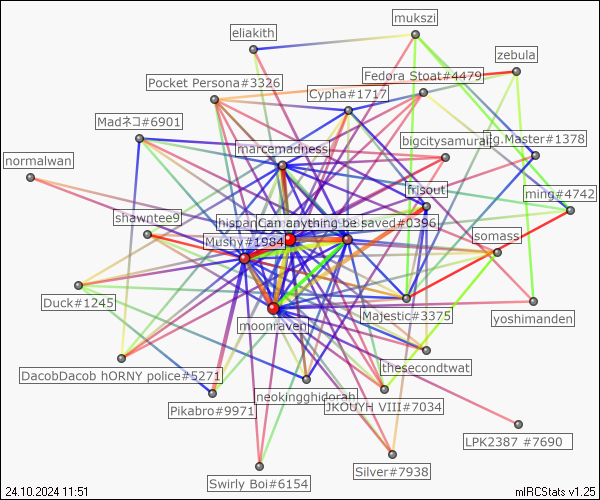 mukszi
eliakith
zebula
Fedora Stoat#4479
Pocket Persona#3326
Cypha#1717
Madネコ#6901
bigcitysamurai
g.Master#1378
marcemadness
normalwan
frisout
ming#4742
shawntee9
hispan
Can anything be saved#0396
Mushy#1984
somass
Duck#1245
Majestic#3375
yoshimanden
moonraven
thesecondtwat
DacobDacob hORNY police#5271
neokingghidorah
JKOUYH VIII#7034
Pikabro#9971
LPK2387 #7690
Silver#7938
Swirly Boi#6154
24.10.2024 11:51
mIRCStats v1.25